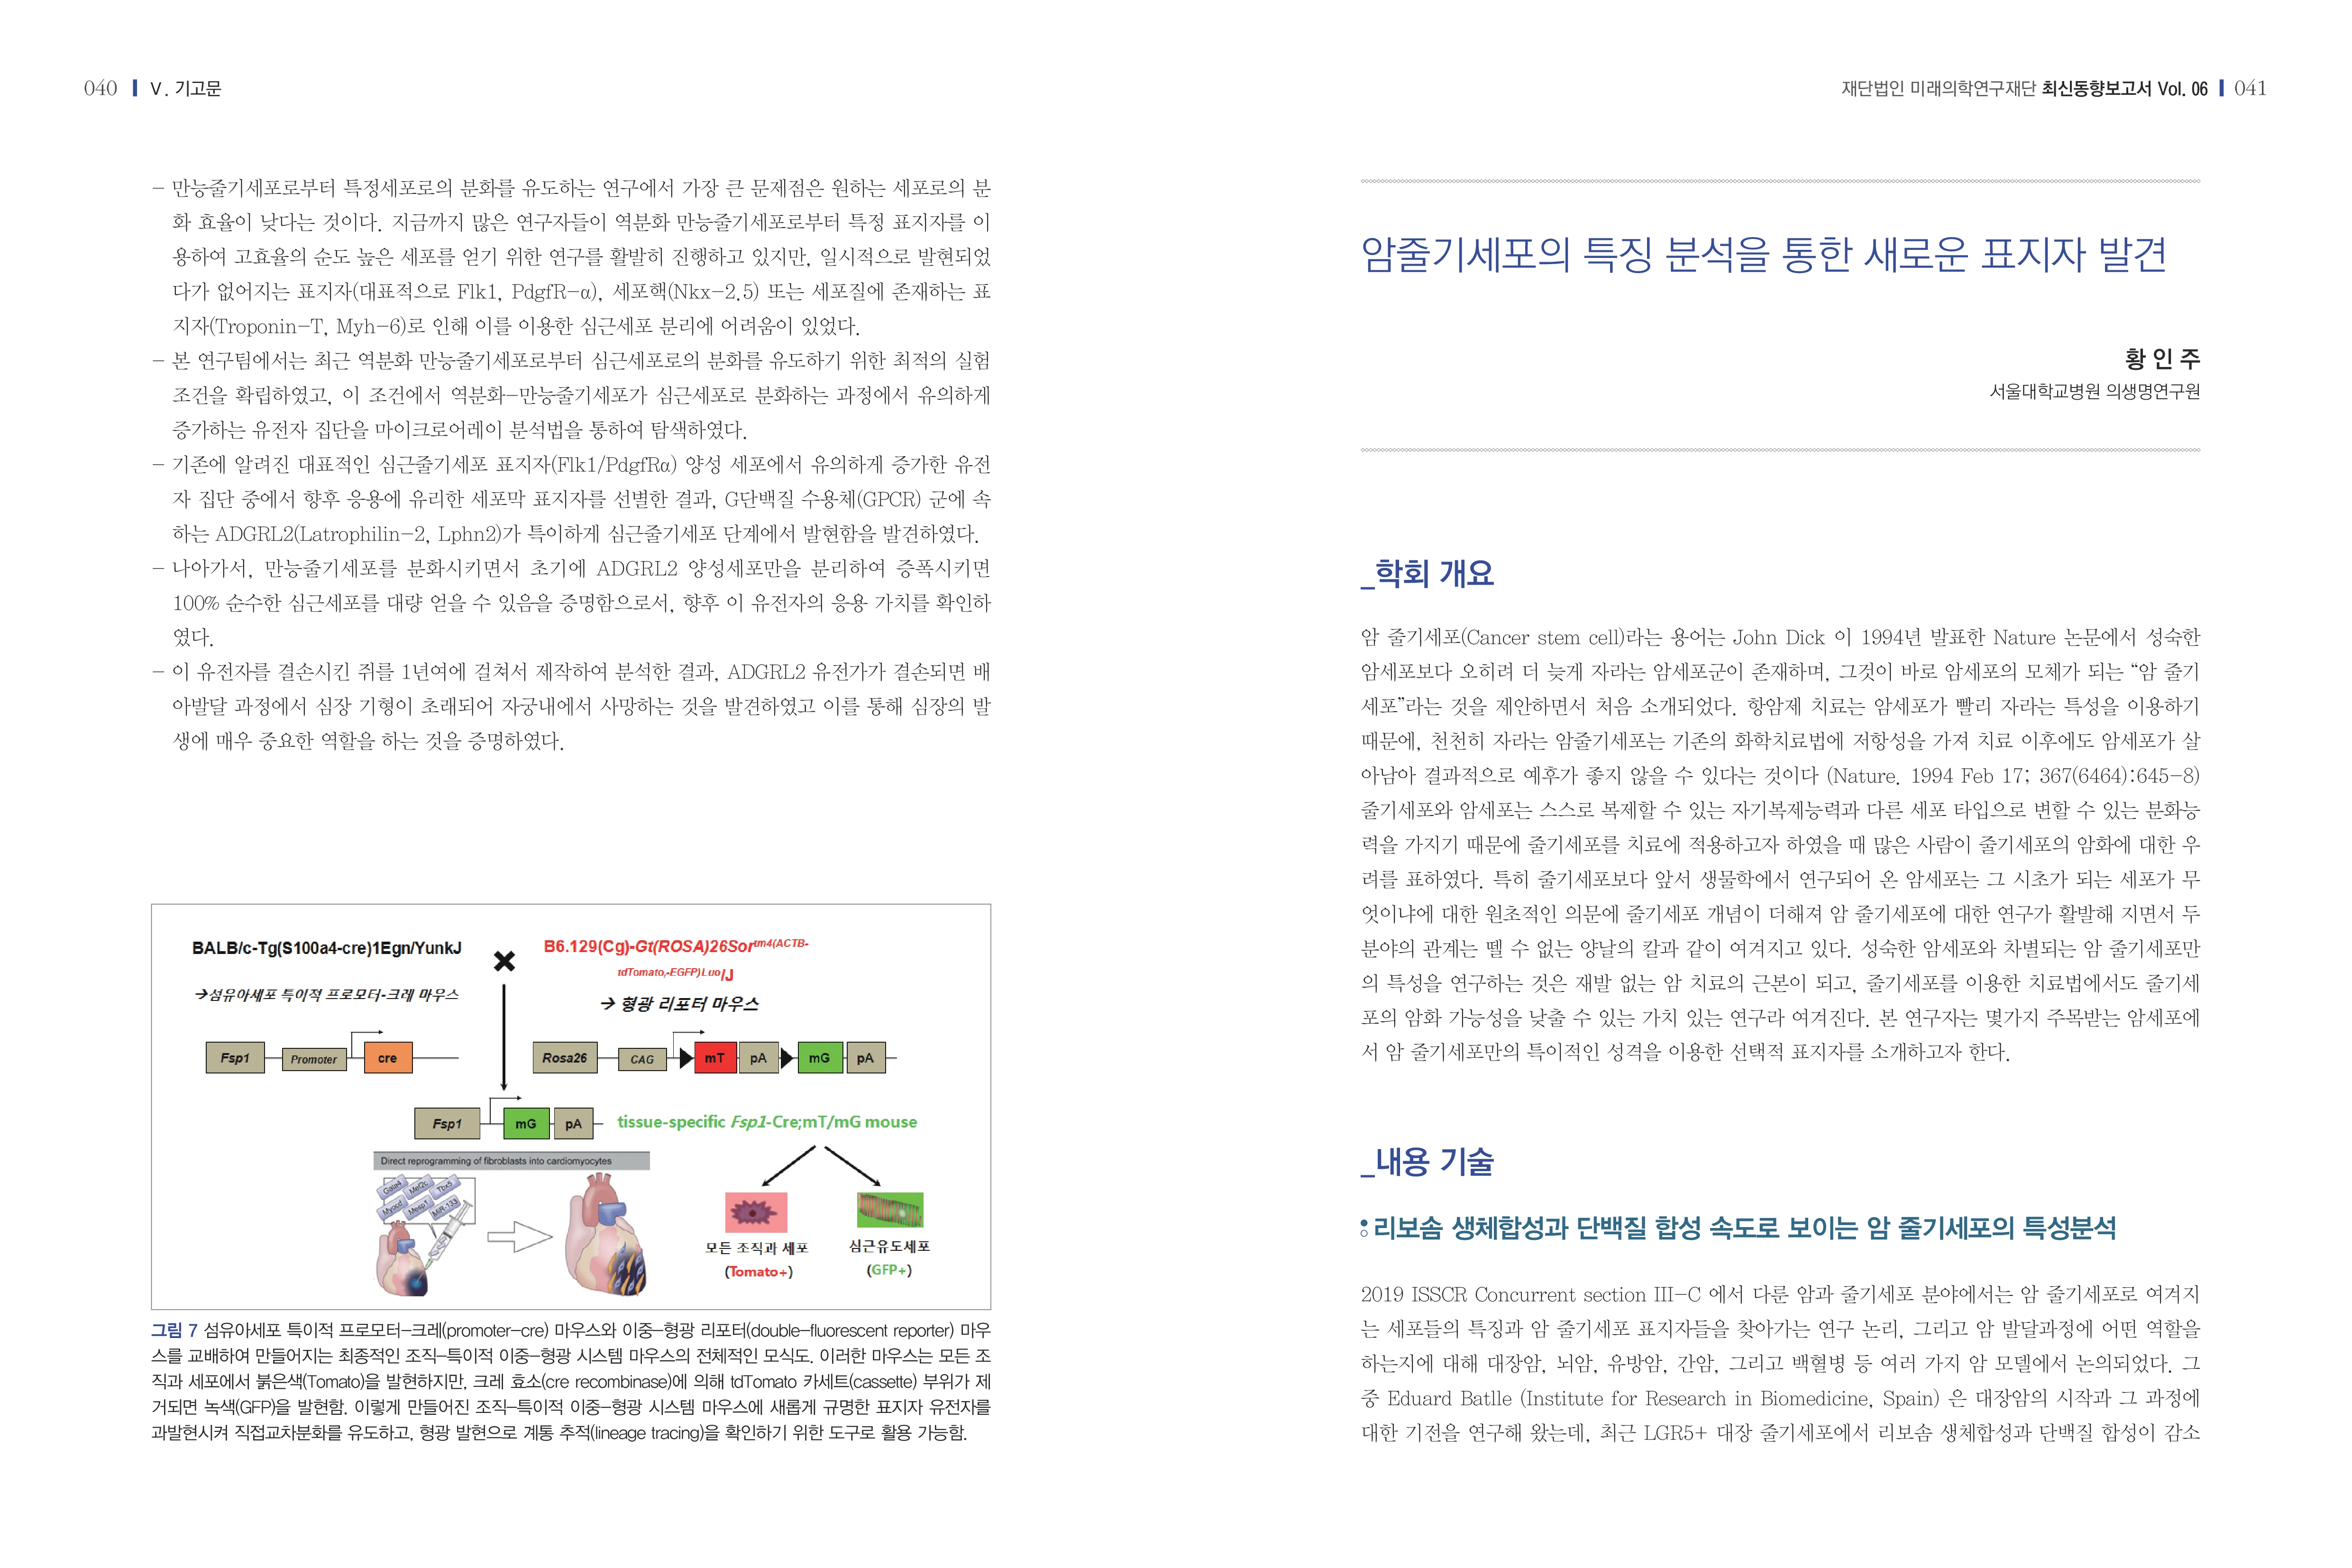 040 V. 기고문
– 만능줄기세포로부터 특정세포로의 분화를 유도하는 연구에서 가장 큰 문제점은 원하는 세포로의 분
화 효율이 낮다는 것이다. 지금까지 많은 연구자들이 역분화 만능줄기세포로부터 특정 표지자를 이
용하여 고효율의 순도 높은 세포를 얻기 위한 연구를 활발히 진행하고 있지만, 일시적으로 발현되었
다가 없어지는 표지자(대표적으로 Flk1, PdgfR-α), 세포핵(Nkx-2.5) 또는 세포질에 존재하는 표
지자(Troponin-T, Myh-6)로 인해 이를 이용한 심근세포 분리에 어려움이 있었다.
– 본 연구팀에서는 최근 역분화 만능줄기세포로부터 심근세포로의 분화를 유도하기 위한 최적의 실험
조건을 확립하였고, 이 조건에서 역분화-만능줄기세포가 심근세포로 분화하는 과정에서 유의하게
증가하는 유전자 집단을 마이크로어레이 분석법을 통하여 탐색하였다.
– 기존에 알려진 대표적인 심근줄기세포 표지자(Flk1/PdgfRα) 양성 세포에서 유의하게 증가한 유전
자 집단 중에서 향후 응용에 유리한 세포막 표지자를 선별한 결과, G단백질 수용체(GPCR) 군에 속
하는 ADGRL2(Latrophilin-2, Lphn2)가 특이하게 심근줄기세포 단계에서 발현함을 발견하였다.
– 나아가서, 만능줄기세포를 분화시키면서 초기에 ADGRL2 양성세포만을 분리하여 증폭시키면
100% 순수한 심근세포를 대량 얻을 수 있음을 증명함으로서, 향후 이 유전자의 응용 가치를 확인하
였다.
– 이 유전자를 결손시킨 쥐를 1년여에 걸쳐서 제작하여 분석한 결과, ADGRL2 유전가가 결손되면 배
아발달 과정에서 심장 기형이 초래되어 자궁내에서 사망하는 것을 발견하였고 이를 통해 심장의 발
생에 매우 중요한 역할을 하는 것을 증명하였다.
BALB/c-Tg(S100a4-cre)1Egn/YunkJ
→섬유아세포 특이적 프로모터-크레 마우스
B6.129(Cg)-Gt(ROSA)26Sortm4(ACTB-
tdTomato,-EGFP)Luo/J
→ 형광 리포터 마우스
Fsp1 Promoter cre
Rosa26 CAG mT pA mG pA
Fsp1 mG pA tissue-specific Fsp1-Cre;mT/mG mouse
Direct reprogramming of fibroblasts into cardiomyocytes
Gata4 Mef2c Tbx5
Myocd Mesp1 MiR-133
모든 조직과 세포
(Tomato+)
심근유도세포
(GFP+)
그림 7 섬유아세포 특이적 프로모터-크레(promoter-cre) 마우스와 이중-형광 리포터(double-fluorescent reporter) 마우
스를 교배하여 만들어지는 최종적인 조직-특이적 이중-형광 시스템 마우스의 전체적인 모식도. 이러한 마우스는 모든 조
직과 세포에서 붉은색(Tomato)을 발현하지만, 크레 효소(cre recombinase)에 의해 tdTomato 카세트(cassette) 부위가 제
거되면 녹색(GFP)을 발현함. 이렇게 만들어진 조직-특이적 이중-형광 시스템 마우스에 새롭게 규명한 표지자 유전자를
과발현시켜 직접교차분화를 유도하고, 형광 발현으로 계통 추적(lineage tracing)을 확인하기 위한 도구로 활용 가능함.
재단법인 미래의학연구재단 최신동향보고서 Vol. 06 041
암줄기세포의 특징 분석을 통한 새로운 표지자 발견
황 인 주
서울대학교병원 의생명연구원
_학회 개요
암 줄기세포(Cancer stem cell)라는 용어는 John Dick 이 1994년 발표한 Nature 논문에서 성숙한
암세포보다 오히려 더 늦게 자라는 암세포군이 존재하며, 그것이 바로 암세포의 모체가 되는 “암 줄기
세포”라는 것을 제안하면서 처음 소개되었다. 항암제 치료는 암세포가 빨리 자라는 특성을 이용하기
때문에, 천천히 자라는 암줄기세포는 기존의 화학치료법에 저항성을 가져 치료 이후에도 암세포가 살
아남아 결과적으로 예후가 좋지 않을 수 있다는 것이다 (Nature. 1994 Feb 17; 367(6464):645-8)
줄기세포와 암세포는 스스로 복제할 수 있는 자기복제능력과 다른 세포 타입으로 변할 수 있는 분화능
력을 가지기 때문에 줄기세포를 치료에 적용하고자 하였을 때 많은 사람이 줄기세포의 암화에 대한 우
려를 표하였다. 특히 줄기세포보다 앞서 생물학에서 연구되어 온 암세포는 그 시초가 되는 세포가 무
엇이냐에 대한 원초적인 의문에 줄기세포 개념이 더해져 암 줄기세포에 대한 연구가 활발해 지면서 두
분야의 관계는 뗄 수 없는 양날의 칼과 같이 여겨지고 있다. 성숙한 암세포와 차별되는 암 줄기세포만
의 특성을 연구하는 것은 재발 없는 암 치료의 근본이 되고, 줄기세포를 이용한 치료법에서도 줄기세
포의 암화 가능성을 낮출 수 있는 가치 있는 연구라 여겨진다. 본 연구자는 몇가지 주목받는 암세포에
서 암 줄기세포만의 특이적인 성격을 이용한 선택적 표지자를 소개하고자 한다.
_내용 기술
리보솜 생체합성과 단백질 합성 속도로 보이는 암 줄기세포의 특성분석
2019 ISSCR Concurrent section III-C 에서 다룬 암과 줄기세포 분야에서는 암 줄기세포로 여겨지
는 세포들의 특징과 암 줄기세포 표지자들을 찾아가는 연구 논리, 그리고 암 발달과정에 어떤 역할을
하는지에 대해 대장암, 뇌암, 유방암, 간암, 그리고 백혈병 등 여러 가지 암 모델에서 논의되었다. 그
중 Eduard Batlle (Institute for Research in Biomedicine, Spain) 은 대장암의 시작과 그 과정에
대한 기전을 연구해 왔는데, 최근 LGR5+ 대장 줄기세포에서 리보솜 생체합성과 단백질 합성이 감소